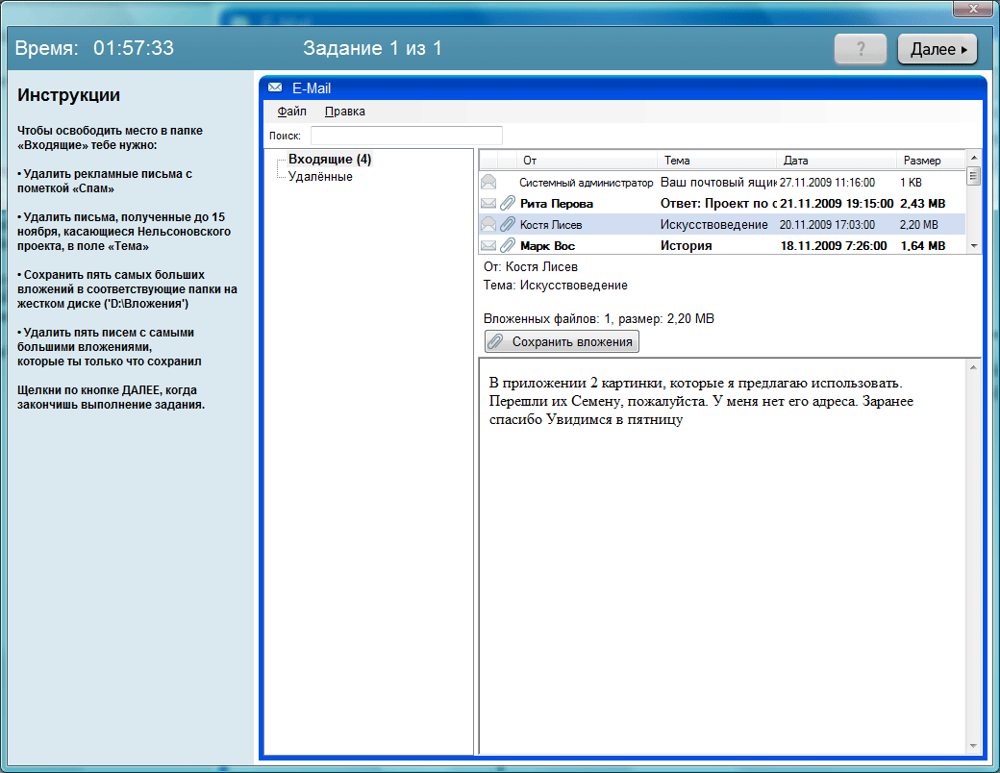 Время: 01:57:33
Задание 1 из 1
?
Далее
Инструкции
Чтобы освободить место в папке
«Входящие» тебе нужно:
• Удалить рекламные письма с
пометкой «Спам»
• Удалить письма, полученные до 15
ноября, касающиеся Нельсоновского
проекта, в поле «Тема»
• Сохранить пять самых больших
вложений в соответствующие папки на
жестком диске ('D:\Вложения')
• Удалить пять писем с самыми
большими вложениями,
которые ты только что сохранил
Щелкни по кнопке ДАЛЕЕ, когда
закончишь выполнение задания.
E-Mail
Файл Правка
Поиск:
Входящие (4)
Удалённые
От Тема Дата Размер
Системный администратор Ваш почтовый ящик 27.11.2009 11:16:00 1 KB
Рита Перова Ответ: Проект по с 21.11.2009 19:15:00 2,43 MB
Костя Лисев Искусствоведение 20.11.2009 17:03:00 2,20 MB
Марк Вос История 18.11.2009 7:26:00 1,64 MB
От: Костя Лисев
Тема: Искусствоведение
Вложенных файлов: 1, размер: 2,20 MB
Сохранить вложения
В приложении 2 картинки, которые я предлагаю использовать.
Перешли их Семену, пожалуйста. У меня нет его адреса. Заранее
спасибо Увидимся в пятницу